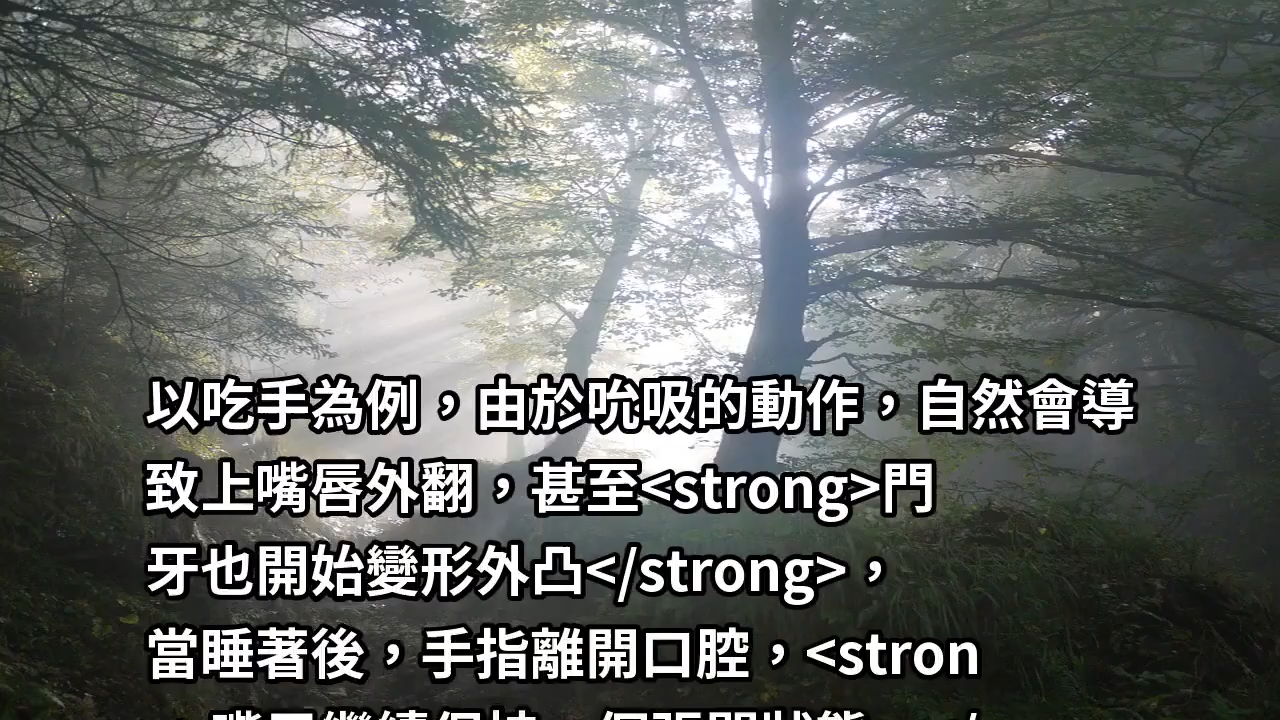 以吃手為例，由於吮吸的動作，自然會導
致上嘴唇外翻，甚至<strong>門
牙也開始變形外凸</strong>，
當睡著後，手指離開口腔，<stron